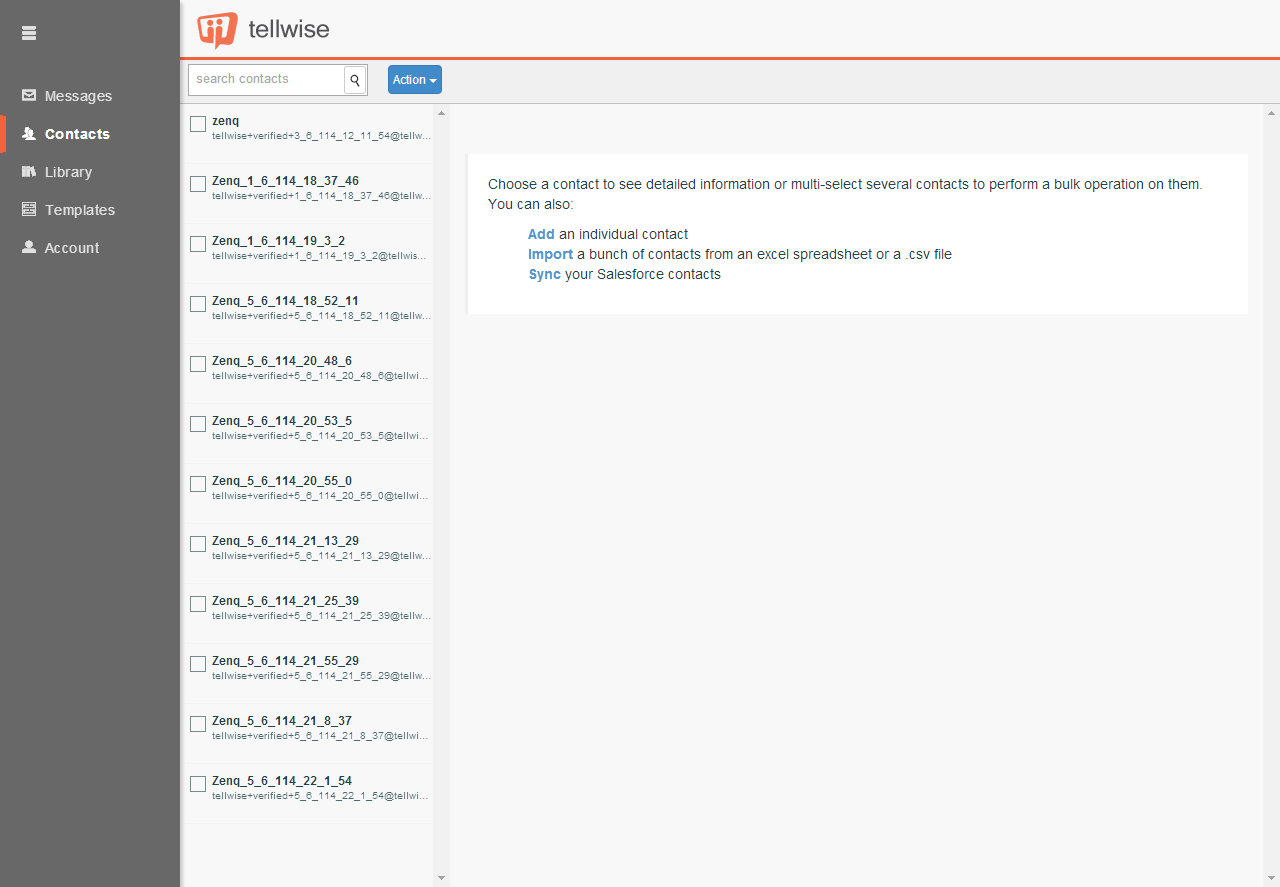 tellwise
Messages
Contacts
Library
Templates
Account
search contacts
Action
zenq
tellwise+verified+3_6_114_12_11_54@tellw...
Zenq_1_6_114_18_37_46
tellwise+verified+1_6_114_18_37_46@tellw...
Zenq_1_6_114_19_3_2
tellwise+verified+1_6_114_19_3_2@tellwis...
Zenq_5_6_114_18_52_11
tellwise+verified+5_6_114_18_52_11@tellw...
Zenq_5_6_114_20_48_6
tellwise+verified+5_6_114_20_48_6@tellwi...
Zenq_5_6_114_20_53_5
tellwise+verified+5_6_114_20_53_5@tellwi...
Zenq_5_6_114_20_55_0
tellwise+verified+5_6_114_20_55_0@tellwi...
Zenq_5_6_114_21_13_29
tellwise+verified+5_6_114_21_13_29@tellw...
Zenq_5_6_114_21_25_39
tellwise+verified+5_6_114_21_25_39@tellw...
Zenq_5_6_114_21_55_29
tellwise+verified+5_6_114_21_55_29@tellw...
Zenq_5_6_114_21_8_37
tellwise+verified+5_6_114_21_8_37@tellwi...
Zenq_5_6_114_22_1_54
tellwise+verified+5_6_114_22_1_54@tellwi...
Choose a contact to see detailed information or multi-select several contacts to perform a bulk operation on them.
You can also:
Add an individual contact
Import a bunch of contacts from an excel spreadsheet or a .csv file
Sync your Salesforce contacts